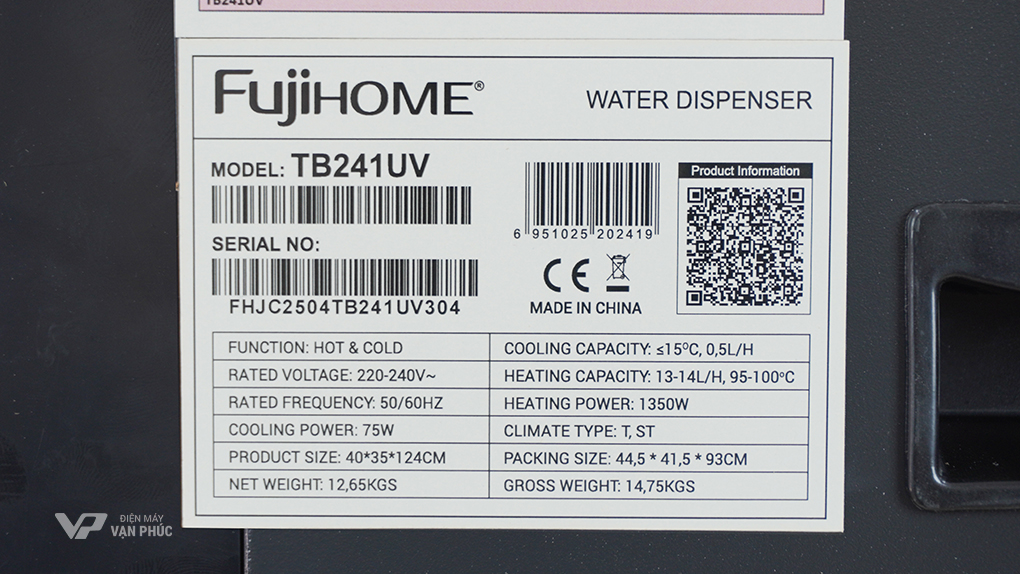 TB241UV
FujiHOME®
WATER DISPENSER
MODEL: TB241UV
SERIAL NO:
FHJC2504TB241UV304
6 951025 202419
CE
MADE IN CHINA
Product Information
FUNCTION: HOT & COLD
COOLING CAPACITY: ≤15ºC, 0,5L/H
RATED VOLTAGE: 220-240V~
HEATING CAPACITY: 13-14L/H, 95-100ºC
RATED FREQUENCY: 50/60HZ
HEATING POWER: 1350W
COOLING POWER: 75W
CLIMATE TYPE: T, ST
PRODUCT SIZE: 40*35*124CM
PACKING SIZE: 44,5 * 41,5 * 93CM
NET WEIGHT: 12,65KGS
GROSS WEIGHT: 14,75KGS
VP
ĐIỆN MÁY
VẠN PHÚC